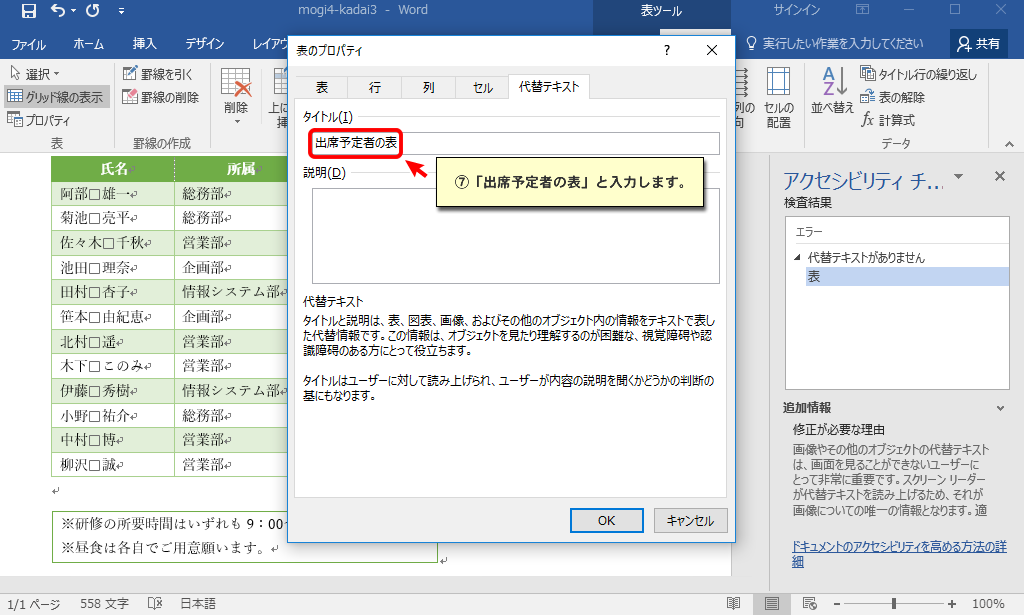 mogi4-kadai3 - Word
表ツール
サインイン
ファイル
ホーム
挿入
デザイン
レイアウ
実行したい作業を入力してください
共有
選択
グリッド線の表示
プロパティ
表
罫線を引く
罫線の削除
罫線の作成
削除
上に
挿
列の
向
セルの
配置
並べ替え
タイトル行の繰り返し
表の解除
計算式
データ
氏名
所属
阿部□雄一
総務部
菊池□亮平
総務部
佐々木□千秋
営業部
池田□理奈
企画部
田村□杏子
情報システム部
笹本□由紀恵
企画部
北村□遥
営業部
木下□このみ
営業部
伊藤□秀樹
情報システム部
小野□祐介
総務部
中村□博
営業部
柳沢□誠
営業部
※研修の所要時間はいずれも 9：00
※昼食は各自でご用意願います。
表のプロパティ
?
表
行
列
セル
代替テキスト
タイトル(I)
出席予定者の表
⑦「出席予定者の表」と入力します。
説明(D)
代替テキスト
タイトルと説明は、表、図表、画像、およびその他のオブジェクト内の情報をテキストで表し
た代替情報です。この情報は、オブジェクトを見たり理解するのが困難な、視覚障碍や認
識障碍のある方にとって役立ちます。
タイトルはユーザーに対して読み上げられ、ユーザーが内容の説明を聞くかどうかの判断の
基にもなります。
OK
キャンセル
アクセシビリティ チ...
検査結果
エラー
代替テキストがありません
表
追加情報
修正が必要な理由
画像やその他のオブジェクトの代替テキスト
は、画面を見ることができないユーザーに
とって非常に重要です。スクリーン リーダー
が代替テキストを読み上げるため、それが
画像についての唯一の情報となります。適
ドキュメントのアクセシビリティを高める方法の詳
細
1/1 ページ
558 文字
日本語
100%